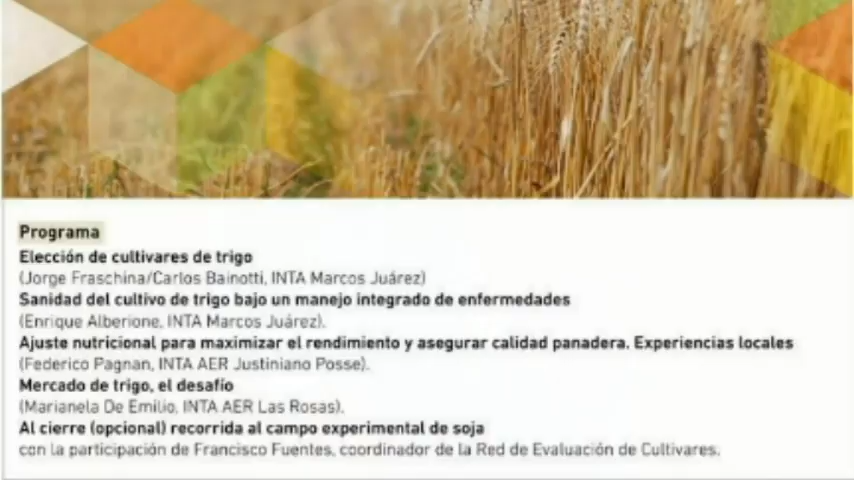 Programa
Elección de cultivares de trigo
(Jorge Fraschina/Carlos Bainotti, INTA Marcos Juárez)
Sanidad del cultivo de trigo bajo un manejo integrado de enfermedades
(Enrique Alberione, INTA Marcos Juárez).
Ajuste nutricional para maximizar el rendimiento y asegurar calidad panadera. Experiencias locales
(Federico Pagnan, INTA AER Justiniano Posse).
Mercado de trigo, el desafío
(Marianela De Emilio, INTA AER Las Rosas).
Al cierre (opcional) recorrida al campo experimental de soja
con la participación de Francisco Fuentes, coordinador de la Red de Evaluación de Cultivares.